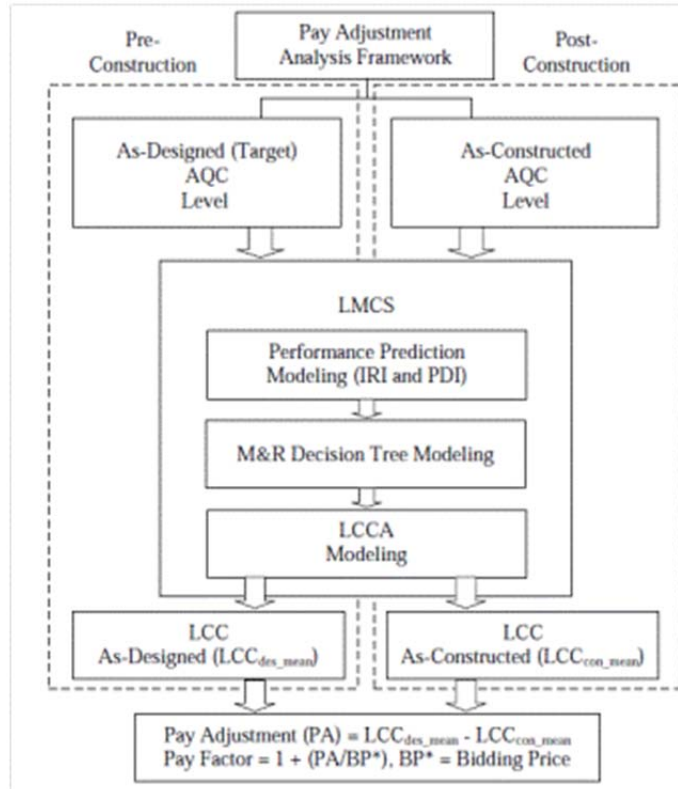 Pre-
Construction
Pay Adjustment
Analysis Framework
Post-
Construction
As-Designed (Target)
AQC
Level
As-Constructed
AQC
Level
LMCS
Performance Prediction
Modeling (IRI and PDI)
M&R Decision Tree Modeling
LCCA
Modeling
LCC
As-Designed (LCCdes_mean)
LCC
As-Constructed (LCCcon_mean)
Pay Adjustment (PA) = LCCdes_mean - LCCcon_mean
Pay Factor = 1 + (PA/BP*), BP* = Bidding Price